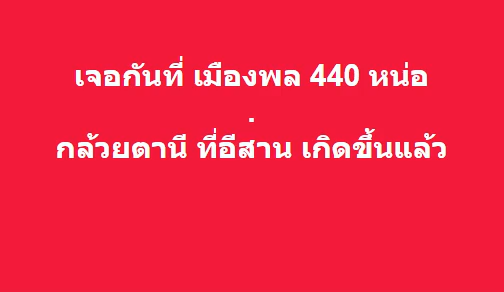 เจอกันที่ เมืองพล 440 หน่อ
.
กล้วยตานี ที่อีสาน เกิดขึ้นแล้ว